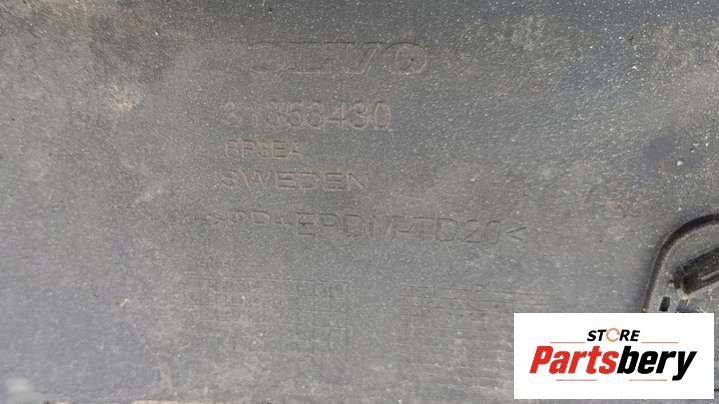 VOLVO
31353430
SWEDEN
>PP+EPDM-TD20<
STORE
Partsbery